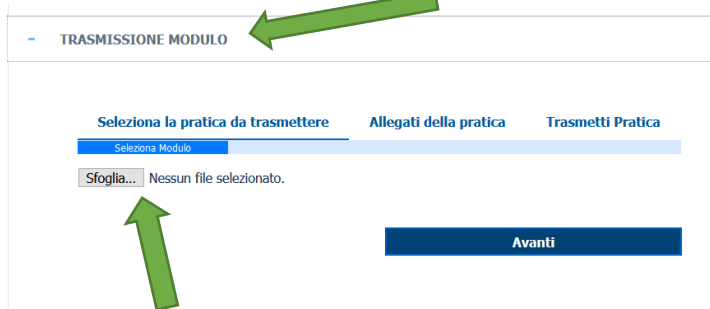 - TRASMISSIONE MODULO
Seleziona la pratica da trasmettere Allegati della pratica Trasmetti Pratica
Seleziona Modulo
Sfoglia... Nessun file selezionato.
Avanti